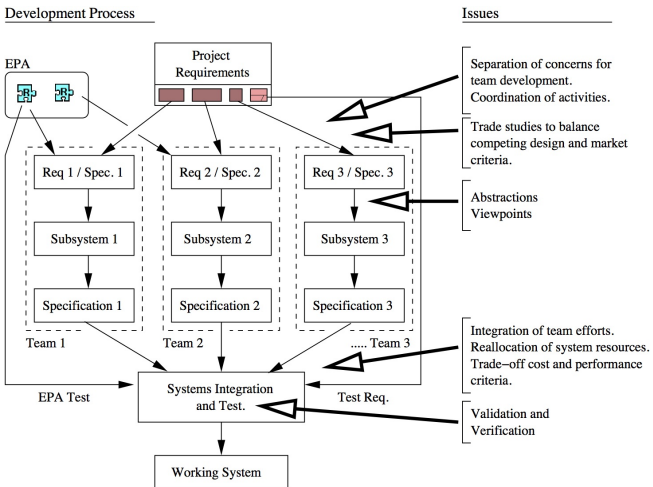 Development Process
Issues
EPA
R
R
Project
Requirements
Separation of concerns for
team development.
Coordination of activities.
Trade studies to balance
competing design and market
criteria.
Req 1 / Spec. 1
Req 2 / Spec. 2
Req 3 / Spec. 3
Abstractions
Viewpoints
Subsystem 1
Subsystem 2
Subsystem 3
Specification 1
Specification 2
Specification 3
Team 1
Team 2
..... Team 3
Integration of team efforts.
Reallocation of system resources.
Trade−off cost and performance
criteria.
EPA Test
Systems Integration
and Test.
Test Req.
Validation and
Verification
Working System